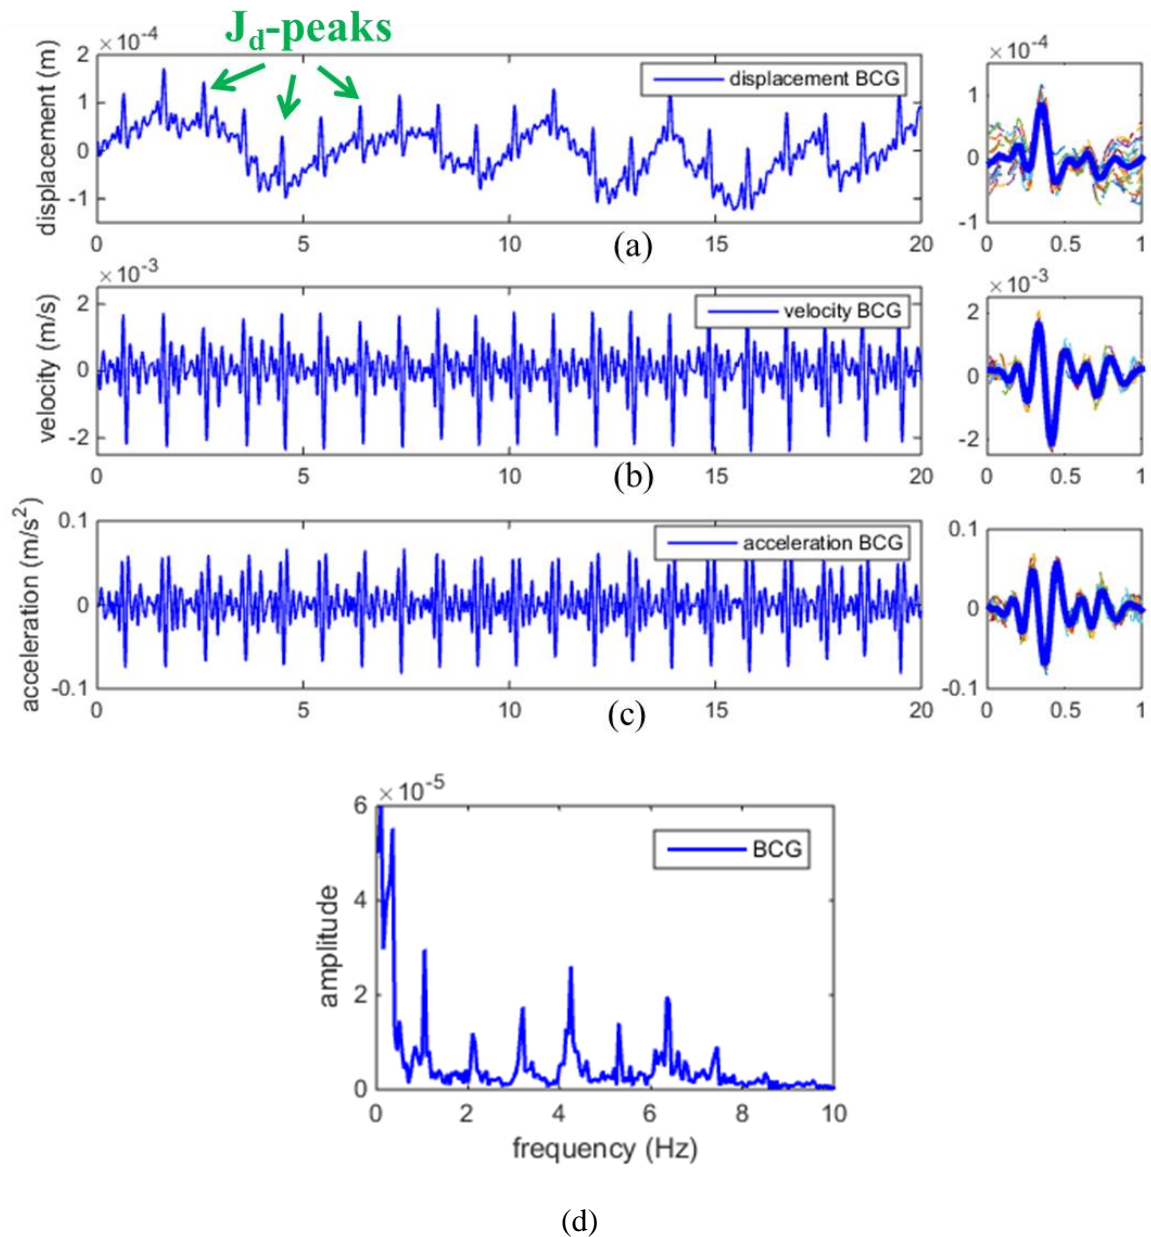 J_d-peaks
×10^-4
displacement (m)
2
1
0
-1
displacement BCG
0 5 10 15 20
×10^-4
1
0
-1
0 0.5 1
(a)
×10^-3
velocity (m/s)
2
0
-2
velocity BCG
0 5 10 15 20
×10^-3
2
0
-2
0 0.5 1
(b)
acceleration (m/s^2)
0.1
0
-0.1
acceleration BCG
0 5 10 15 20
0.1
0
-0.1
0 0.5 1
(c)
×10^-5
amplitude
6
4
2
0
BCG
0 2 4 6 8 10
frequency (Hz)
(d)